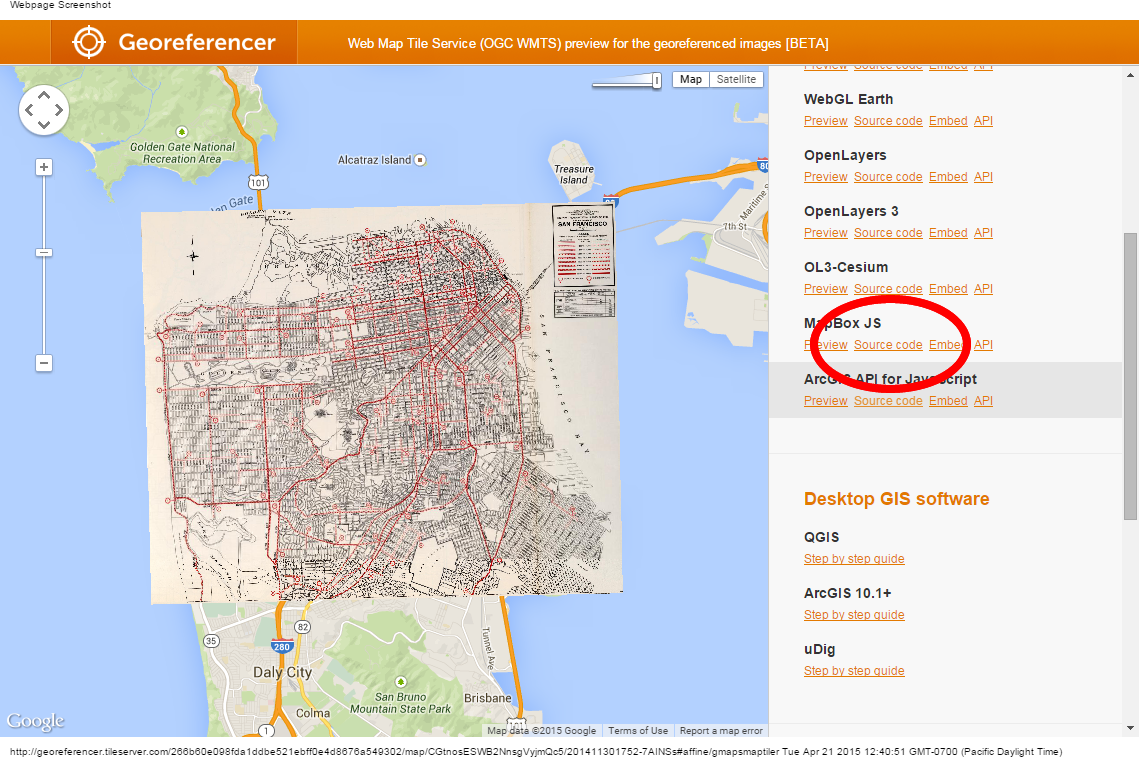 Webpage Screenshot
Georeferencer
Web Map Tile Service (OGC WMTS) preview for the georeferenced images [BETA]
Map Satellite
Golden Gate National
Recreation Area
Alcatraz Island
Treasure
Island
101
80
80
Maritime S
7th St
en Gate
GOLDEN GATE
SAN FRANCISCO
SAN FRANCISCO BAY
35
82
280
Daly City
Tunnel Ave
San Bruno
Mountain State Park
Brisbane
Colma
1
101
Google
Map data ©2015 Google Terms of Use Report a map error
Preview Source code Embed API
WebGL Earth
Preview Source code Embed API
OpenLayers
Preview Source code Embed API
OpenLayers 3
Preview Source code Embed API
OL3-Cesium
Preview Source code Embed API
MapBox JS
Preview Source code Embed API
ArcGIS API for Javascript
Preview Source code Embed API
Desktop GIS software
QGIS
Step by step guide
ArcGIS 10.1+
Step by step guide
uDig
Step by step guide
http://georeferencer.tileserver.com/266b60e098fda1ddbe521ebff0e4d8676a549302/map/CGtnosESWB2NnsgVyjmQc5/201411301752-7AINSs#affine/gmapsmaptiler Tue Apr 21 2015 12:40:51 GMT-0700 (Pacific Daylight Time)